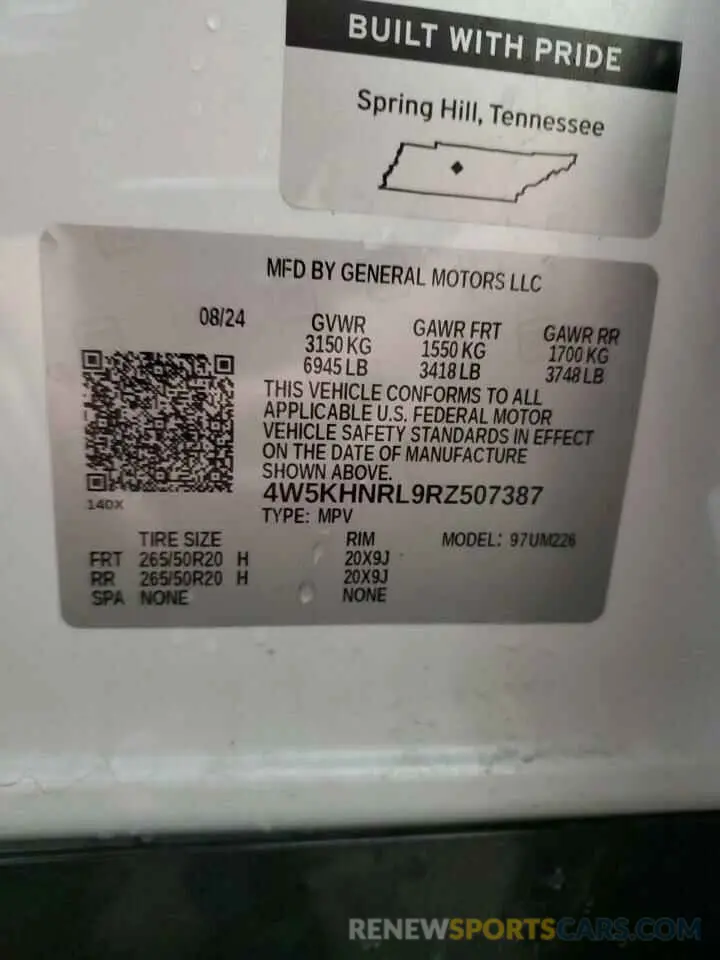 BUILT WITH PRIDE
Spring Hill, Tennessee
MFD BY GENERAL MOTORS LLC
08/24 GVWR GAWR FRT GAWR RR
3150 KG 1550 KG 1700 KG
6945 LB 3418 LB 3748 LB
THIS VEHICLE CONFORMS TO ALL
APPLICABLE U.S. FEDERAL MOTOR
VEHICLE SAFETY STANDARDS IN EFFECT
ON THE DATE OF MANUFACTURE
SHOWN ABOVE.
4W5KHNRL9RZ507387
140X
TYPE: MPV
TIRE SIZE RIM MODEL: 97UM226
FRT 265/50R20 H 20X9J
RR 265/50R20 H 20X9J
SPA NONE NONE
RENEWSPORTSCARS.COM